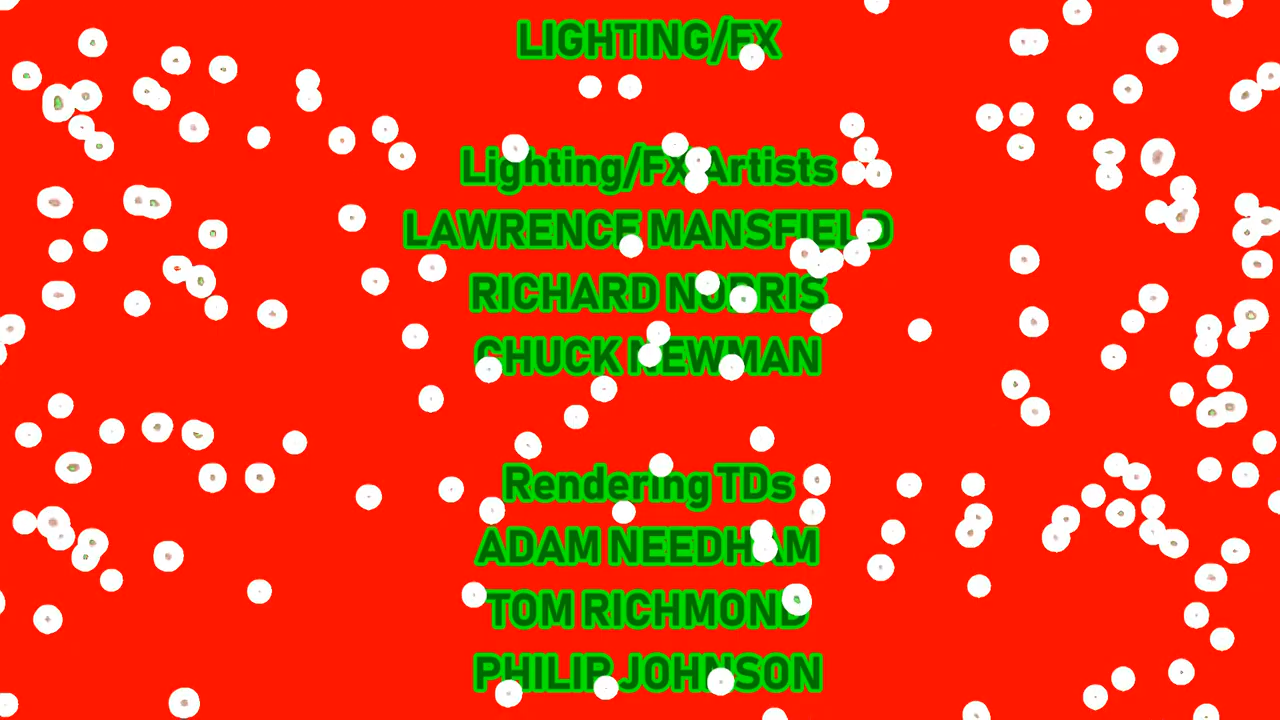 LIGHTING/FX
Lighting/FX Artists
LAWRENCE MANSFIELD
RICHARD NORRIS
CHUCK NEWMAN
Rendering TDs
ADAM NEEDHAM
TOM RICHMOND
PHILIP JOHNSON